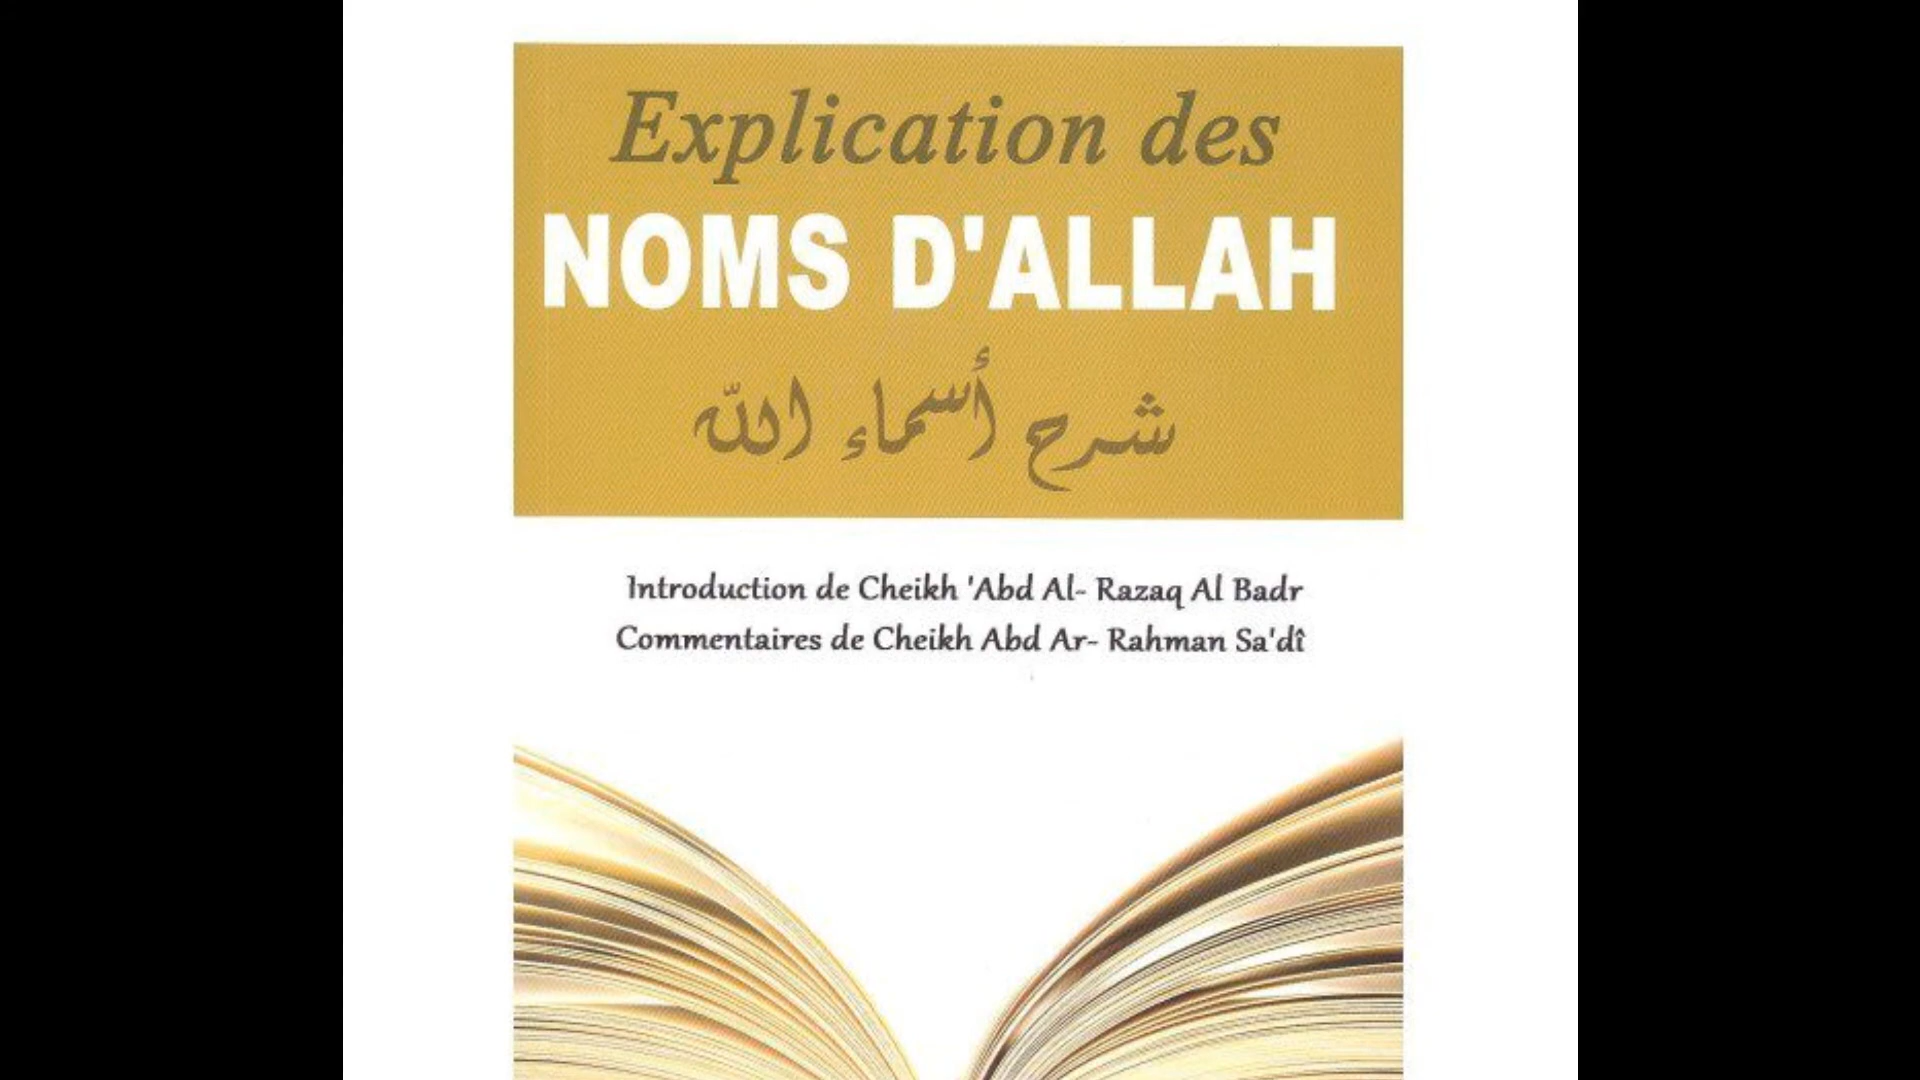 Explication des
NOMS D'ALLAH
شرح أسماء الله
Introduction de Cheikh 'Abd Al- Razaq Al Badr
Commentaires de Cheikh Abd Ar- Rahman Sa'dî